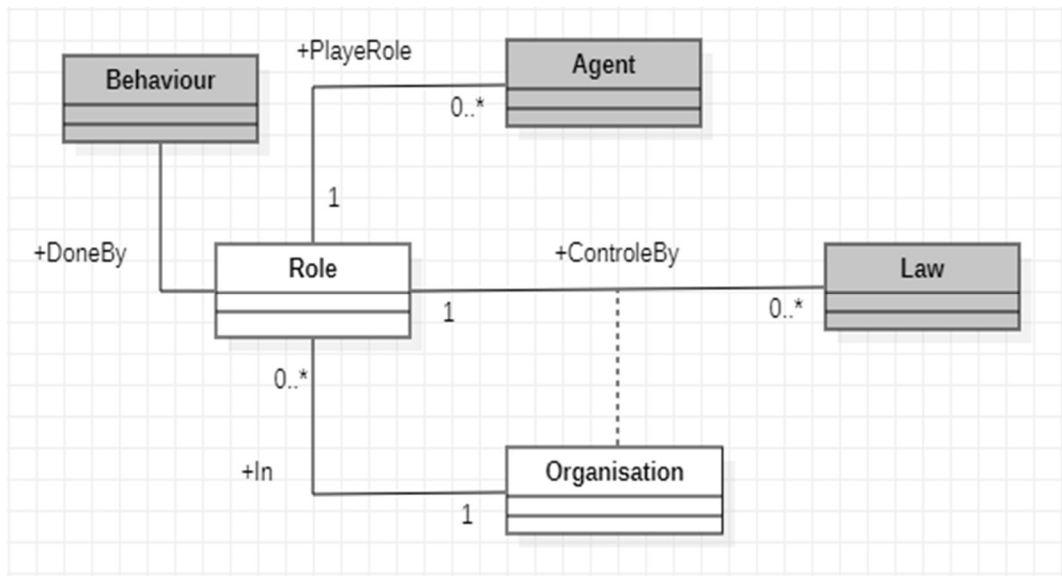 +PlayeRole
Agent
Behaviour
0..*
1
+DoneBy
+ControleBy
Role
Law
1
0..*
0..*
+In
Organisation
1